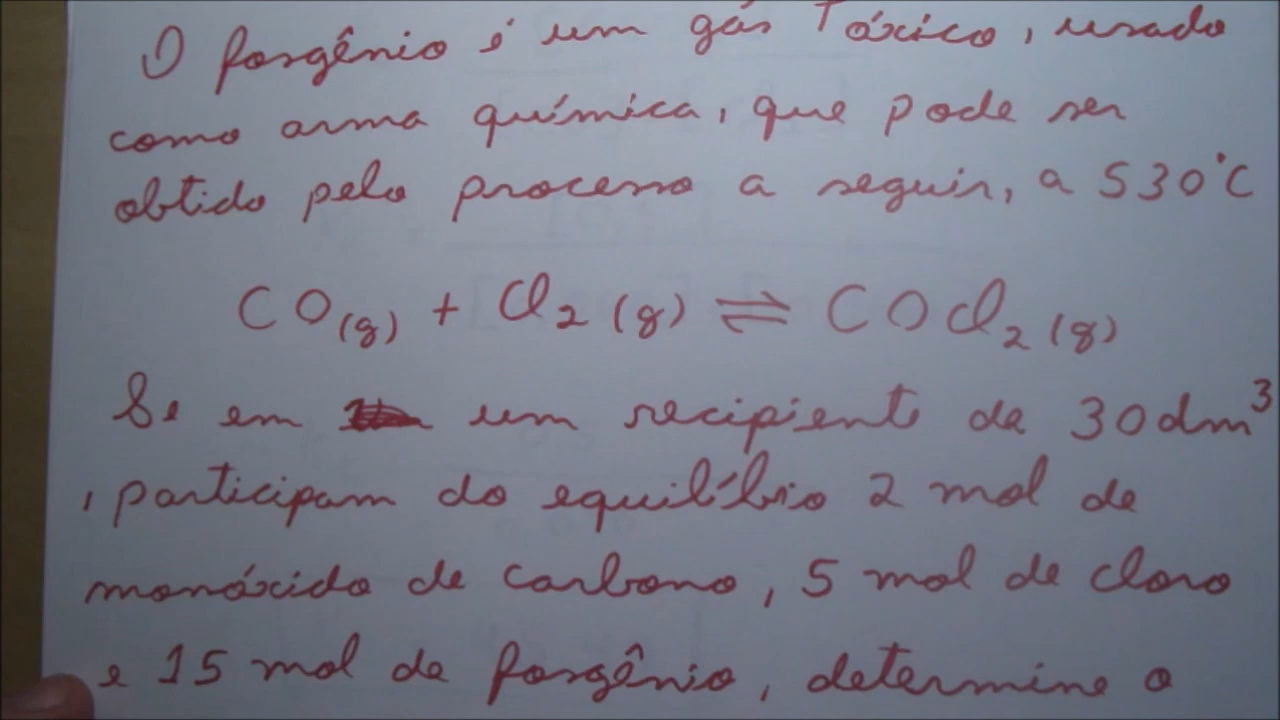 O fosgênio é um gás Tóxico, usado
como arma química, que pode ser
obtido pelo processo a seguir, a 530°C
CO(g) + Cl2(g) ⇌ COCl2(g)
Se em um recipiente de 30dm³
, participam do equilíbrio 2 mol de
monóxido de carbono, 5 mol de cloro
e 15 mol de fosgênio, determine o